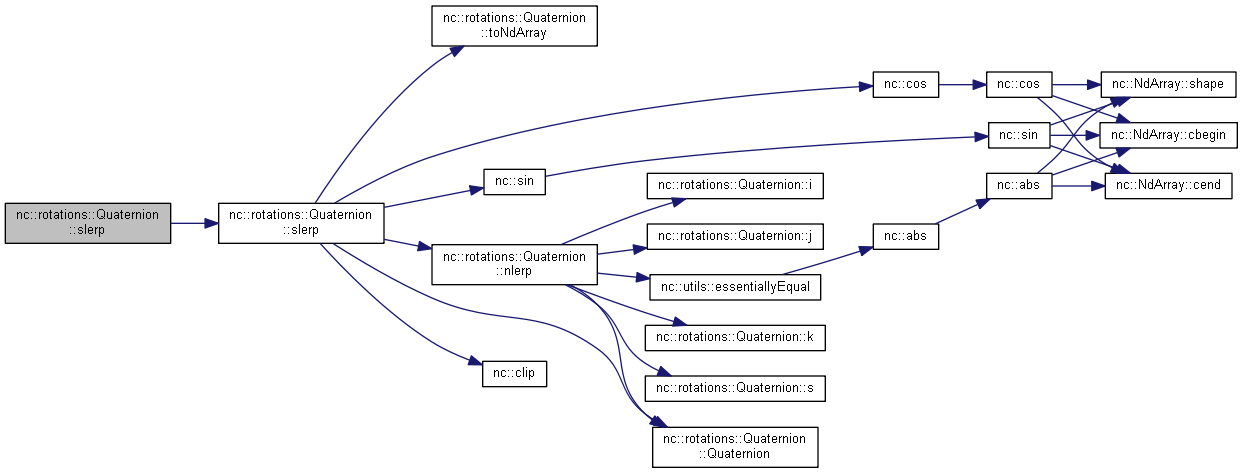 nc::rotations::Quaternion
::slerp
nc::rotations::Quaternion
::slerp
nc::rotations::Quaternion
::toNdArray
nc::sin
nc::rotations::Quaternion
::nlerp
nc::clip
nc::rotations::Quaternion::i
nc::rotations::Quaternion::j
nc::utils::essentiallyEqual
nc::rotations::Quaternion::k
nc::rotations::Quaternion::s
nc::rotations::Quaternion
::Quaternion
nc::cos
nc::abs
nc::cos
nc::sin
nc::abs
nc::NdArray::shape
nc::NdArray::cbegin
nc::NdArray::cend